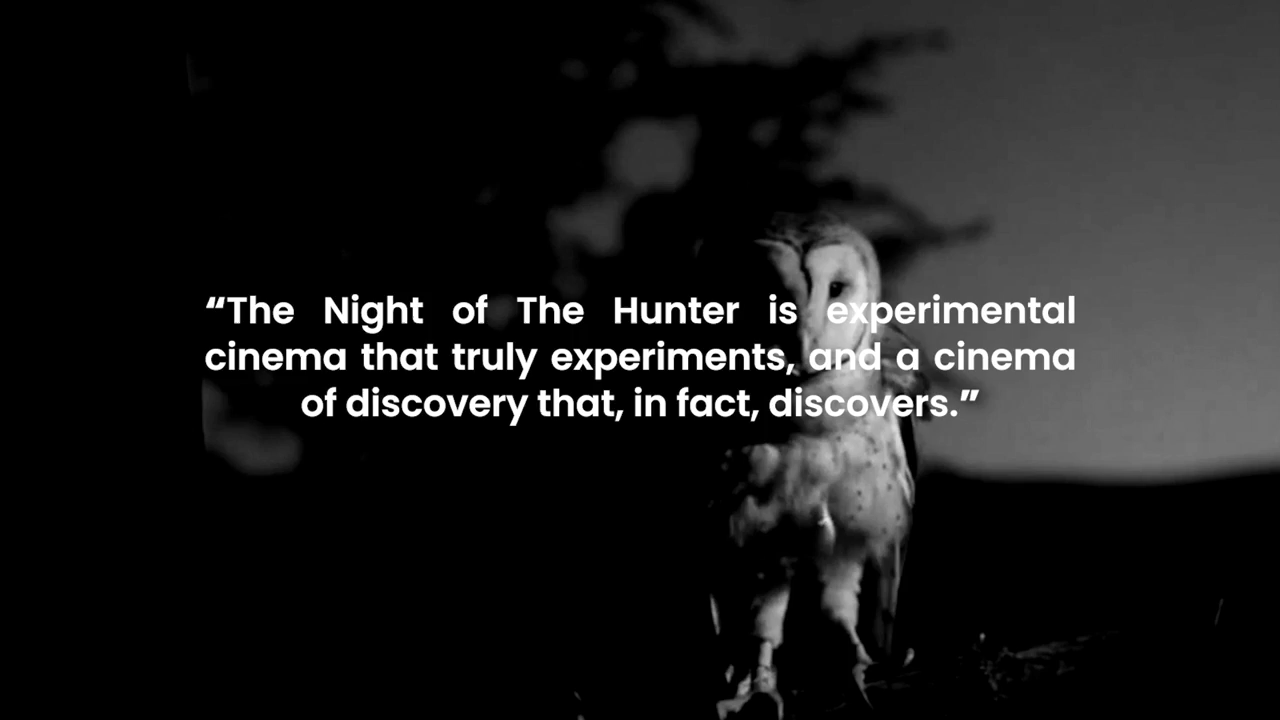 “The Night of The Hunter is experimental
cinema that truly experiments, and a cinema
of discovery that, in fact, discovers.”